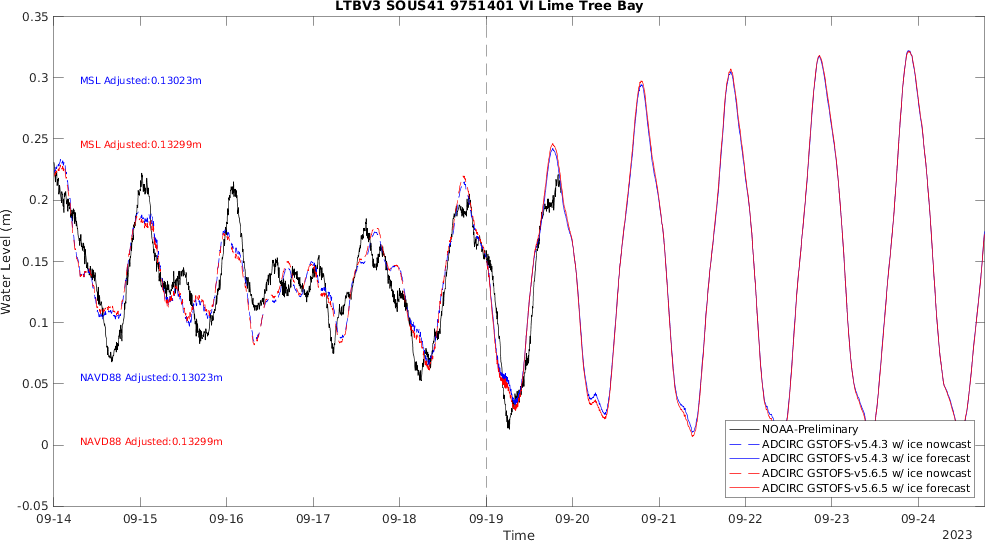 LTBV3 SOUS41 9751401 VI Lime Tree Bay
0.35
0.3
0.25
0.2
0.15
0.1
0.05
0
-0.05
Water Level (m)
MSL Adjusted:0.13023m
MSL Adjusted:0.13299m
NAVD88 Adjusted:0.13023m
NAVD88 Adjusted:0.13299m
NOAA-Preliminary
ADCIRC GSTOFS-v5.4.3 w/ ice nowcast
ADCIRC GSTOFS-v5.4.3 w/ ice forecast
ADCIRC GSTOFS-v5.6.5 w/ ice nowcast
ADCIRC GSTOFS-v5.6.5 w/ ice forecast
09-14 09-15 09-16 09-17 09-18 09-19 09-20 09-21 09-22 09-23 09-24
Time
2023